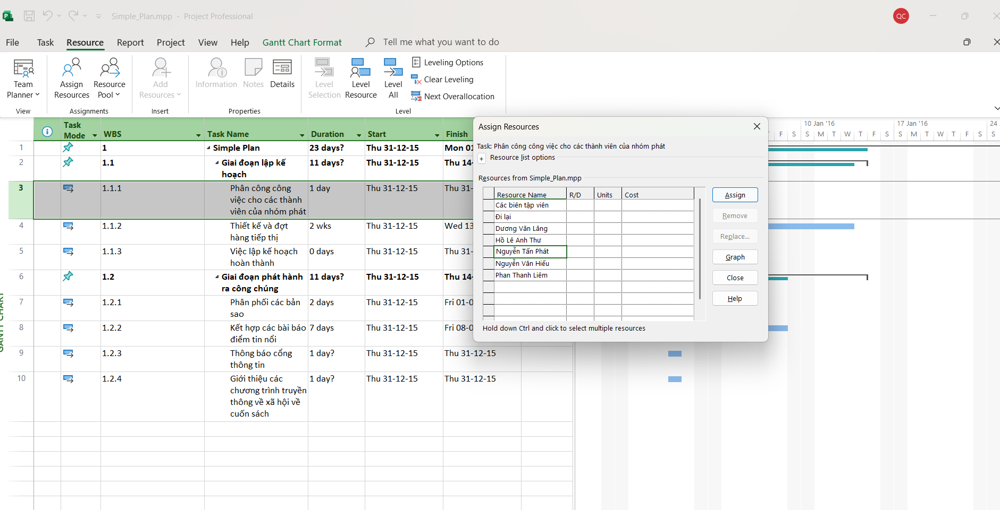 Simple_Plan.mpp - Project Professional
QC
File Task Resource Report Project View Help Gantt Chart Format Tell me what you want to do
Team Planner
Assign Resources
Resource Pool
Add Resources
Information
Notes
Details
Level Selection
Level Resource
Level All
Leveling Options
Clear Leveling
Next Overallocation
View Assignments Insert Properties Level
Task Mode WBS Task Name Duration Start Finish
10 Jan '16 17 Jan '16 24
F S S M T W T F S S M T W T F S S
1 1 Simple Plan 23 days? Thu 31-12-15 Mon 01
2 1.1 Giai đoạn lập kế hoạch 11 days? Thu 31-12-15 Thu 14-
3 1.1.1 Phân công công việc cho các thành viên của nhóm phát 1 day Thu 31-12-15 Thu 31-
4 1.1.2 Thiết kế và đợt hàng tiếp thị 2 wks Thu 31-12-15 Wed 13
5 1.1.3 Việc lập kế hoạch hoàn thành 0 days Thu 31-12-15 Thu 31-
6 1.2 Giai đoạn phát hành ra công chúng 11 days? Thu 31-12-15 Thu 14-
7 1.2.1 Phân phối các bản sao 2 days Thu 31-12-15 Fri 01-0
8 1.2.2 Kết hợp các bài báo điểm tin nổi 7 days Thu 31-12-15 Fri 08-0
9 1.2.3 Thông báo cổng thông tin 1 day? Thu 31-12-15 Thu 31-12-15
10 1.2.4 Giới thiệu các chương trình truyền thông về xã hội về cuốn sách 1 day? Thu 31-12-15 Thu 31-12-15
GANTT CHART
Assign Resources
Task: Phân công công việc cho các thành viên của nhóm phát
+ Resource list options
Resources from Simple_Plan.mpp
Resource Name R/D Units Cost
Các biên tập viên
Đi lại
Dương Văn Lăng
Hồ Lê Anh Thư
Nguyễn Tấn Phát
Nguyễn Văn Hiếu
Phan Thanh Liêm
Assign
Remove
Replace...
Graph
Close
Help
Hold down Ctrl and click to select multiple resources